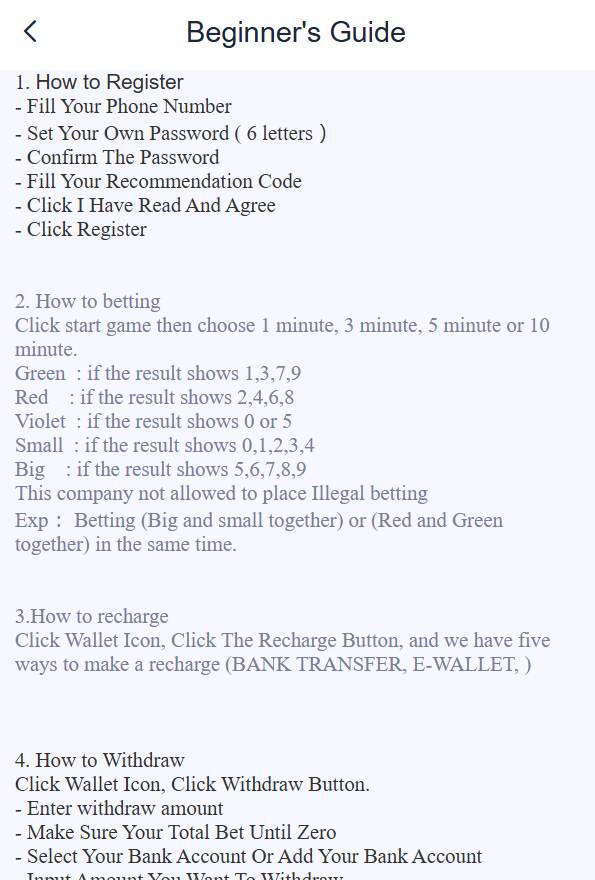 Beginner's Guide
1. How to Register
- Fill Your Phone Number
- Set Your Own Password ( 6 letters ）
- Confirm The Password
- Fill Your Recommendation Code
- Click I Have Read And Agree
- Click Register
2. How to betting
Click start game then choose 1 minute, 3 minute, 5 minute or 10
minute.
Green : if the result shows 1,3,7,9
Red : if the result shows 2,4,6,8
Violet : if the result shows 0 or 5
Small : if the result shows 0,1,2,3,4
Big : if the result shows 5,6,7,8,9
This company not allowed to place Illegal betting
Exp： Betting (Big and small together) or (Red and Green
together) in the same time.
3.How to recharge
Click Wallet Icon, Click The Recharge Button, and we have five
ways to make a recharge (BANK TRANSFER, E-WALLET, )
4. How to Withdraw
Click Wallet Icon, Click Withdraw Button.
- Enter withdraw amount
- Make Sure Your Total Bet Until Zero
- Select Your Bank Account Or Add Your Bank Account
- Input Amount You Want To Withdraw